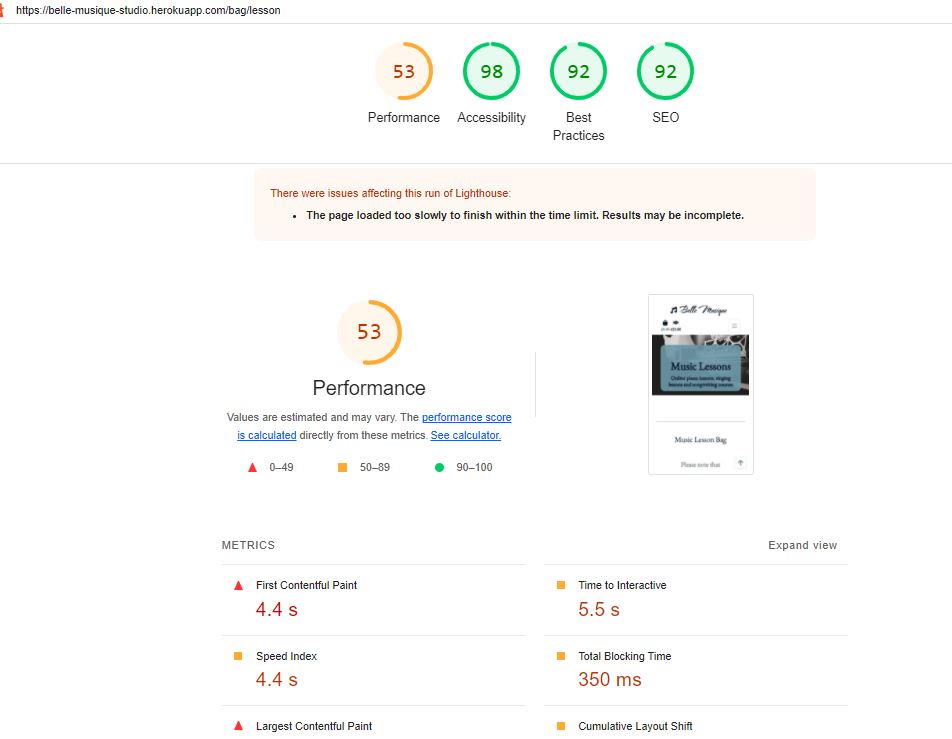 https://belle-musique-studio.herokuapp.com/bag/lesson
53
98
92
92
Performance
Accessibility
Best
Practices
SEO
There were issues affecting this run of Lighthouse:
• The page loaded too slowly to finish within the time limit. Results may be incomplete.
53
Performance
Values are estimated and may vary. The performance score
is calculated directly from these metrics. See calculator.
0–49
50–89
90–100
Belle Musique
Music Lessons
Online piano lessons, singing
lessons and songwriting courses
Music Lesson Bag
Please note that
METRICS
Expand view
First Contentful Paint
4.4 s
Time to Interactive
5.5 s
Speed Index
4.4 s
Total Blocking Time
350 ms
Largest Contentful Paint
Cumulative Layout Shift